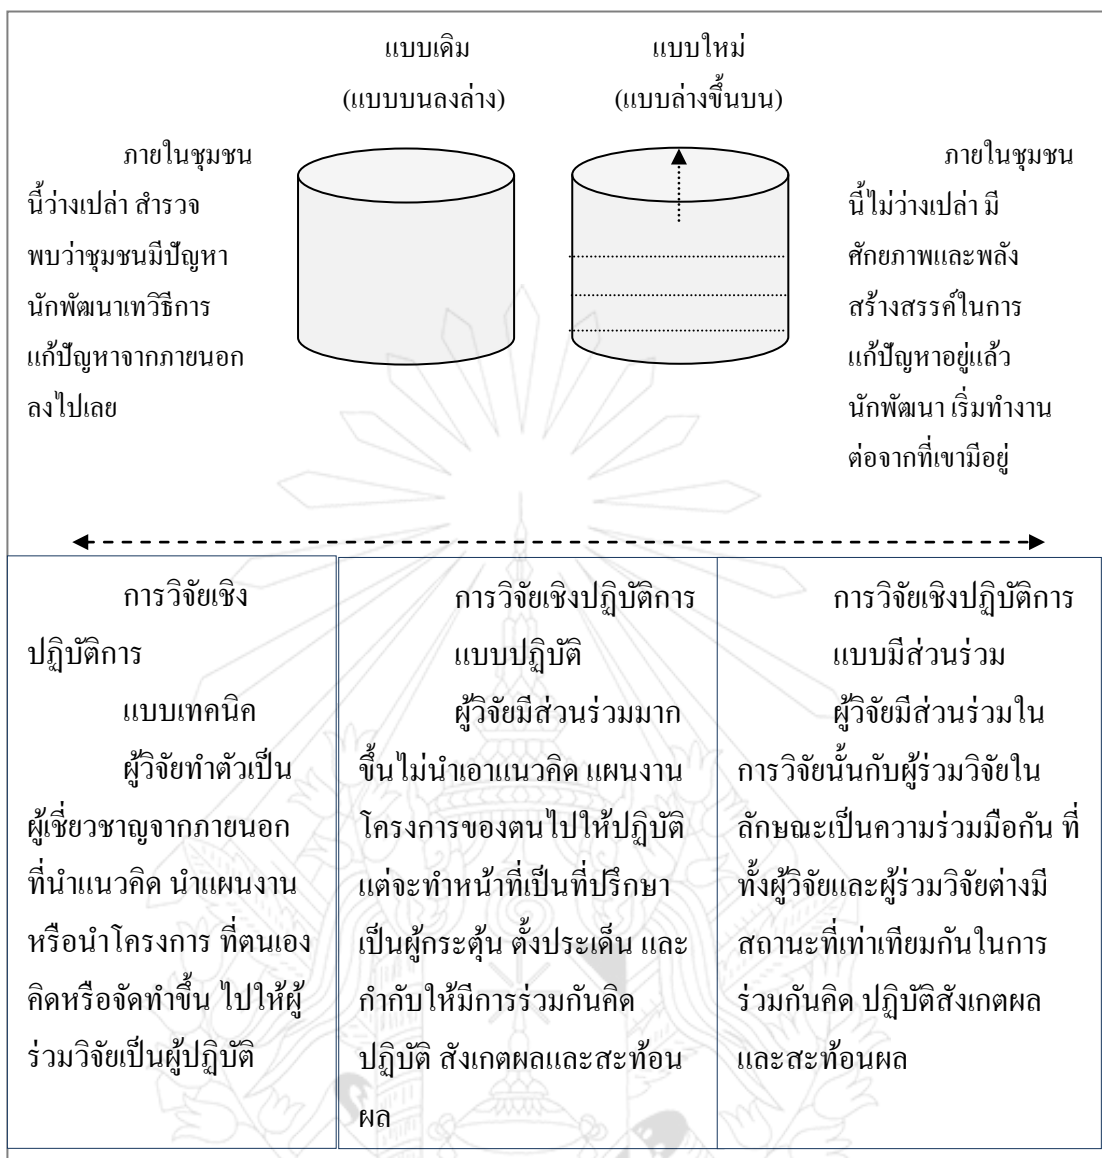 แบบเดิม
(แบบบนลงล่าง)
แบบใหม่
(แบบล่างขึ้นบน)
ภายในชุมชน
นี้ว่างเปล่า สำรวจ
พบว่าชุมชนมีปัญหา
นักพัฒนาเทวิธีการ
แก้ปัญหาจากภายนอก
ลงไปเลย
ภายในชุมชน
นี้ไม่ว่างเปล่า มี
ศักยภาพและพลัง
สร้างสรรค์ในการ
แก้ปัญหาอยู่แล้ว
นักพัฒนา เริ่มทำงาน
ต่อจากที่เขามีอยู่
การวิจัยเชิง
ปฏิบัติการ
แบบเทคนิค
ผู้วิจัยทำตัวเป็น
ผู้เชี่ยวชาญจากภายนอก
ที่นำแนวคิด นำแผนงาน
หรือนำโครงการ ที่ตนเอง
คิดหรือจัดทำขึ้น ไปให้ผู้
ร่วมวิจัยเป็นผู้ปฏิบัติ
การวิจัยเชิงปฏิบัติการ
แบบปฏิบัติ
ผู้วิจัยมีส่วนร่วมมาก
ขึ้นไม่นำเอาแนวคิด แผนงาน
โครงการของตนไปให้ปฏิบัติ
แต่จะทำหน้าที่เป็นที่ปรึกษา
เป็นผู้กระตุ้น ตั้งประเด็น และ
กำกับให้มีการร่วมกันคิด
ปฏิบัติ สังเกตผลและสะท้อน
ผล
การวิจัยเชิงปฏิบัติการ
แบบมีส่วนร่วม
ผู้วิจัยมีส่วนร่วมใน
การวิจัยนั้นกับผู้ร่วมวิจัยใน
ลักษณะเป็นความร่วมมือกัน ที่
ทั้งผู้วิจัยและผู้ร่วมวิจัยต่างมี
สถานะที่เท่าเทียมกันในการ
ร่วมกันคิด ปฏิบัติสังเกตผล
และสะท้อนผล